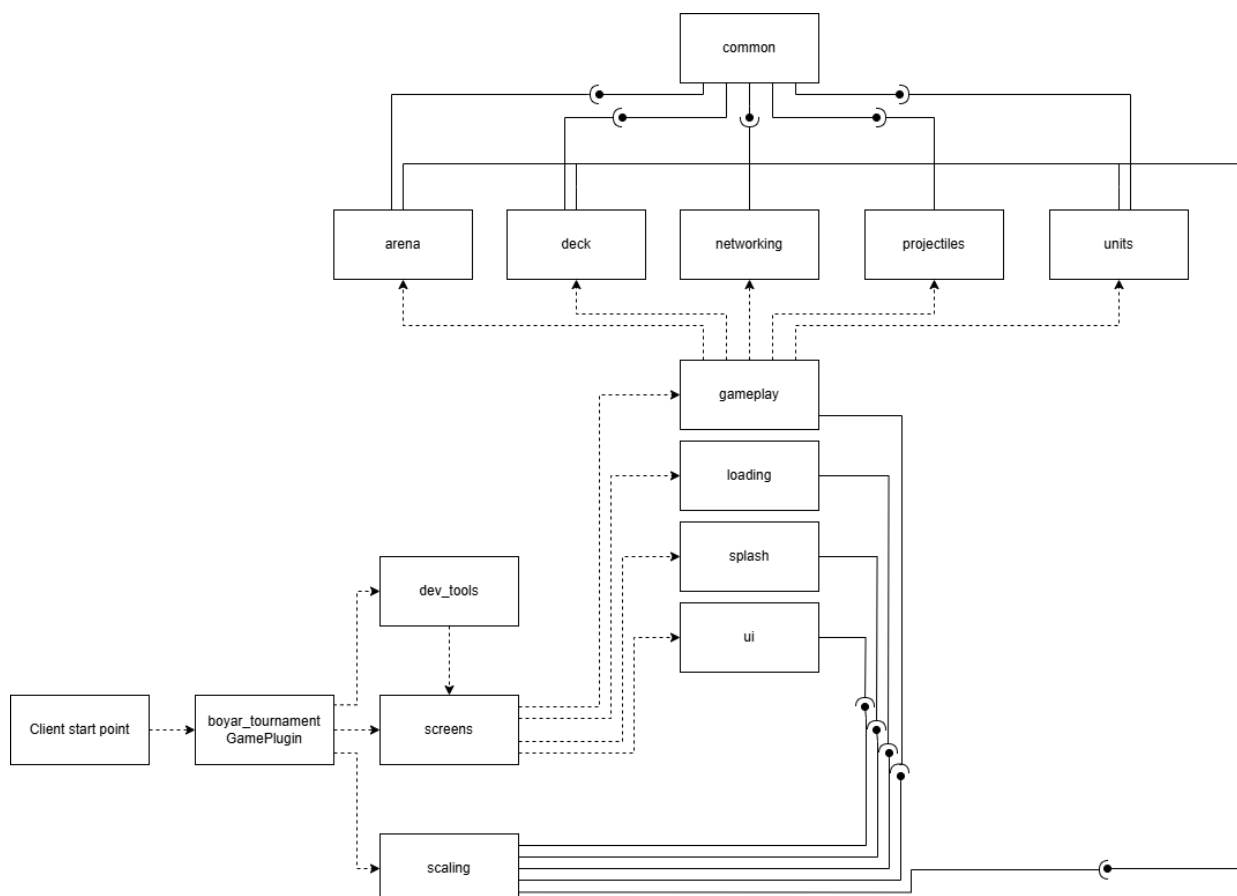 common
arena
deck
networking
projectiles
units
gameplay
loading
splash
dev_tools
ui
Client start point
boyar_tournament
GamePlugin
screens
scaling